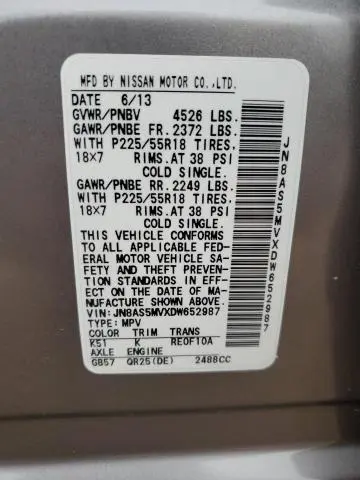 MFD BY NISSAN MOTOR CO.,LTD.
DATE 6/13
GVWR/PNBV 4526 LBS.
GAWR/PNBE FR. 2372 LBS.
WITH P225/55R18 TIRES,
18X7 RIMS.AT 38 PSI
COLD SINGLE.
GAWR/PNBE RR. 2249 LBS.
WITH P225/55R18 TIRES,
18X7 RIMS.AT 38 PSI
COLD SINGLE.
THIS VEHICLE CONFORMS
TO ALL APPLICABLE FED-
ERAL MOTOR VEHICLE SA-
FETY AND THEFT PREVEN-
TION STANDARDS IN EFF-
ECT ON THE DATE OF MA-
NUFACTURE SHOWN ABOVE.
VIN: JN8AS5MVXDW652987
TYPE: MPV
COLOR TRIM TRANS
K51 K RE0F10A
AXLE ENGINE
GB57 QR25(DE) 2488CC
JN8AS5MVXDW652987